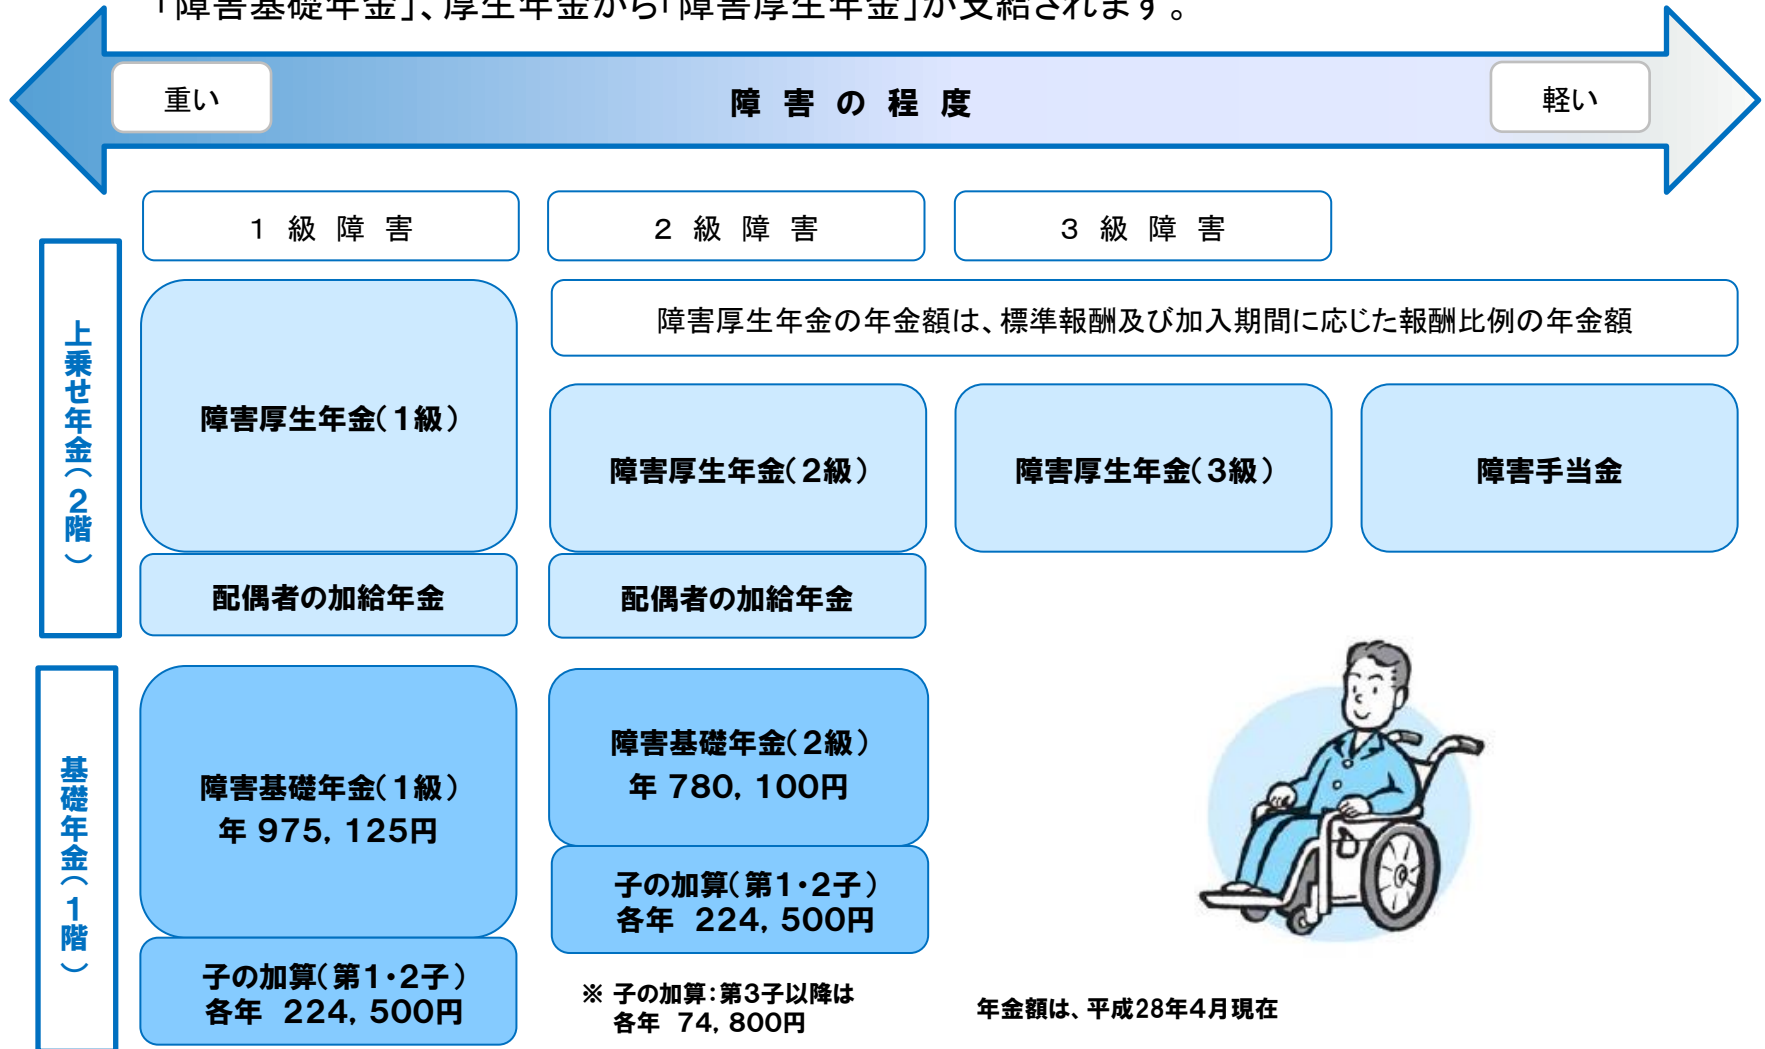 「障害基礎年金」、厚生年金から「障害厚生年金」が支給されます。
重い
障害の程度
軽い
1級障害
2級障害
3級障害
上乗せ年金(2階)
障害厚生年金(1級)
障害厚生年金の年金額は、標準報酬及び加入期間に応じた報酬比例の年金額
障害厚生年金(2級)
障害厚生年金(3級)
障害手当金
配偶者の加給年金
配偶者の加給年金
基礎年金(1階)
障害基礎年金(1級)
年 975,125円
障害基礎年金(2級)
年 780,100円
子の加算(第1・2子)
各年 224,500円
子の加算(第1・2子)
各年 224,500円
※ 子の加算:第3子以降は
各年 74,800円
年金額は、平成28年4月現在